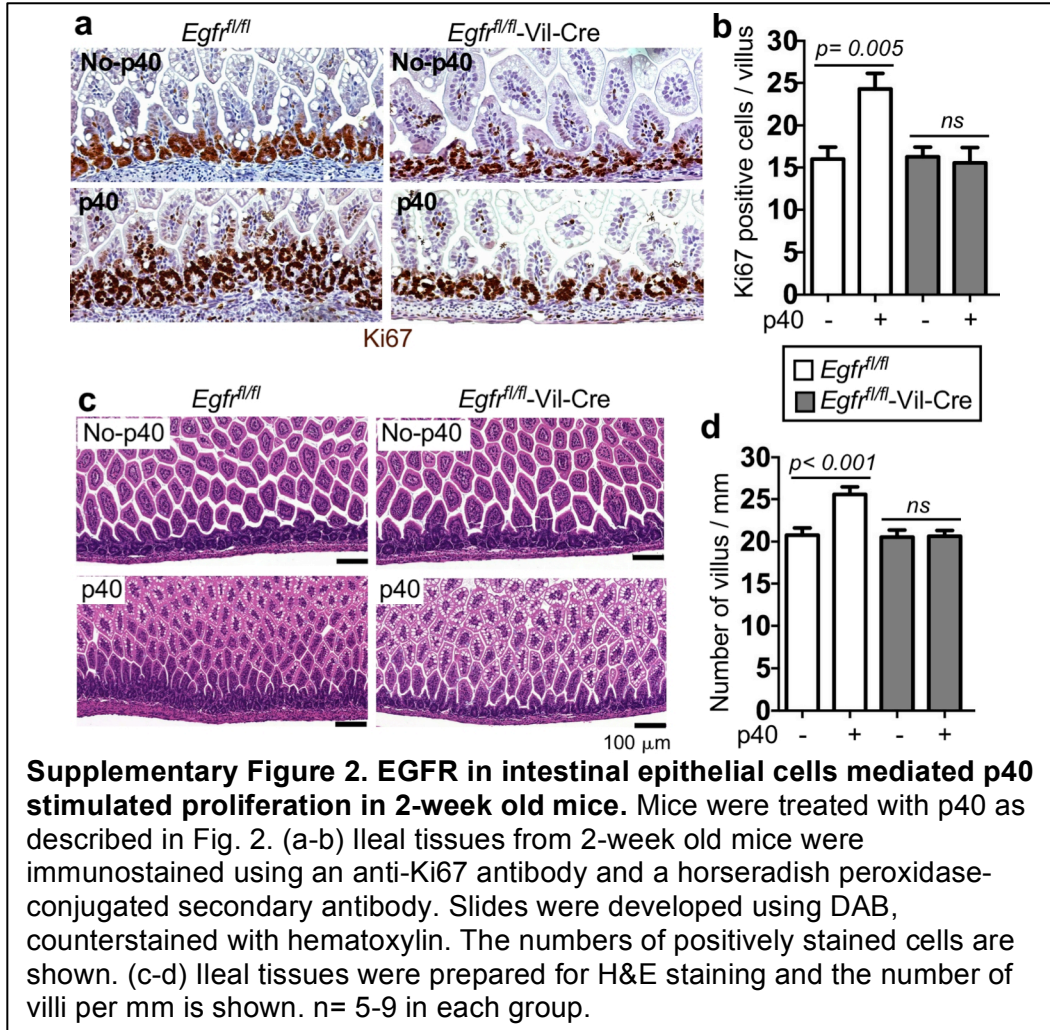 a
Egfr^fl/fl
Egfr^fl/fl-Vil-Cre
No-p40
No-p40
p40
p40
Ki67
b
Ki67 positive cells / villus
30
25
20
15
10
5
0
p= 0.005
ns
p40 - + - +
Egfr^fl/fl
Egfr^fl/fl-Vil-Cre
c
Egfr^fl/fl
Egfr^fl/fl-Vil-Cre
No-p40
No-p40
p40
p40
100 μm
d
Number of villus / mm
30
25
20
15
10
5
0
p< 0.001
ns
p40 - + - +
Supplementary Figure 2. EGFR in intestinal epithelial cells mediated p40
stimulated proliferation in 2-week old mice. Mice were treated with p40 as
described in Fig. 2. (a-b) Ileal tissues from 2-week old mice were
immunostained using an anti-Ki67 antibody and a horseradish peroxidase-
conjugated secondary antibody. Slides were developed using DAB,
counterstained with hematoxylin. The numbers of positively stained cells are
shown. (c-d) Ileal tissues were prepared for H&E staining and the number of
villi per mm is shown. n= 5-9 in each group.